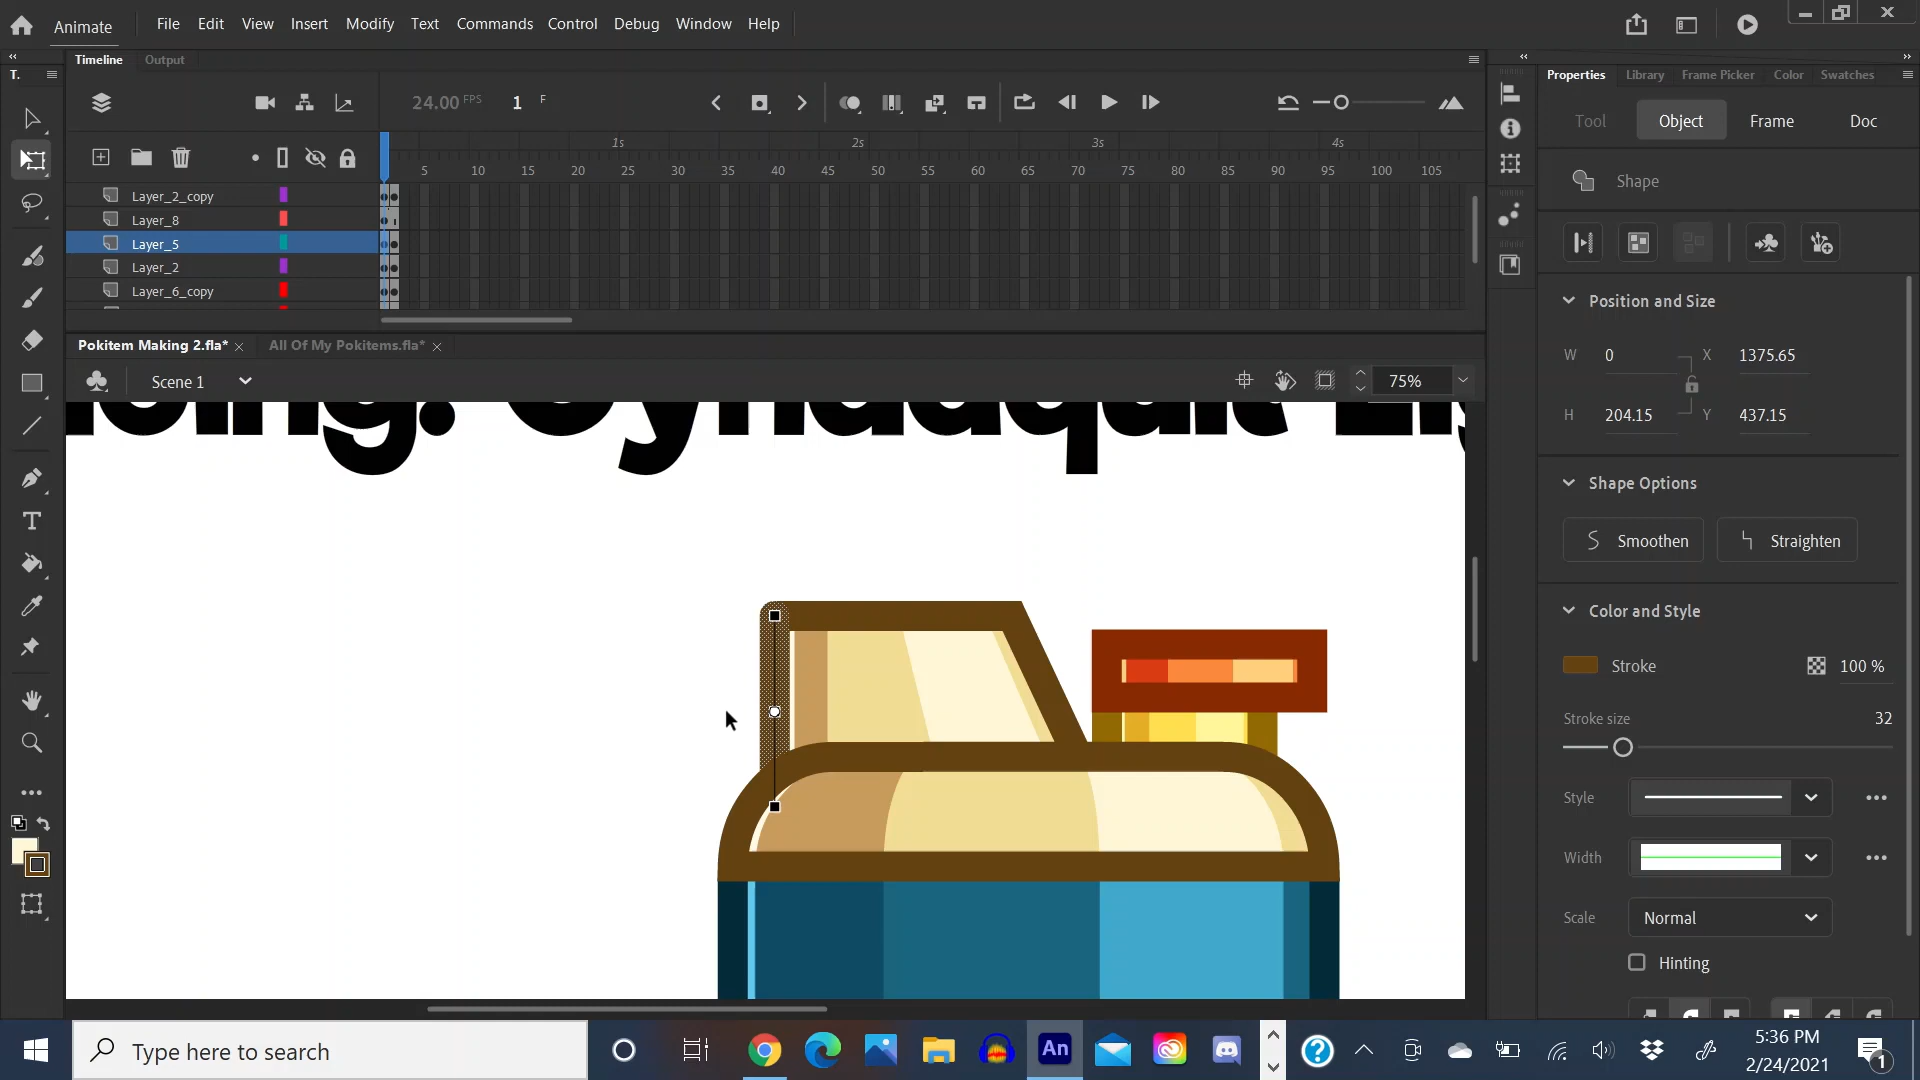 Animate File Edit View Insert Modify Text Commands Control Debug Window Help
T. Timeline Output Properties Library Frame Picker Color Swatches
24.00 FPS 1 F
Tool Object Frame Doc
1s 2s 3s 4s
5 10 15 20 25 30 35 40 45 50 55 60 65 70 75 80 85 90 95 100 105
Shape
Layer_2_copy
Layer_8
Layer_5
Layer_2
Layer_6_copy
Position and Size
Pokitem Making 2.fla* All Of My Pokitems.fla*
W 0 X 1375.65
Scene 1 75%
H 204.15 Y 437.15
Cyndaquil
Shape Options
Smoothen Straighten
Color and Style
Stroke 100 %
Stroke size 32
Style
Width
Scale Normal
Hinting
T
Type here to search
An
5:36 PM
2/24/2021
1